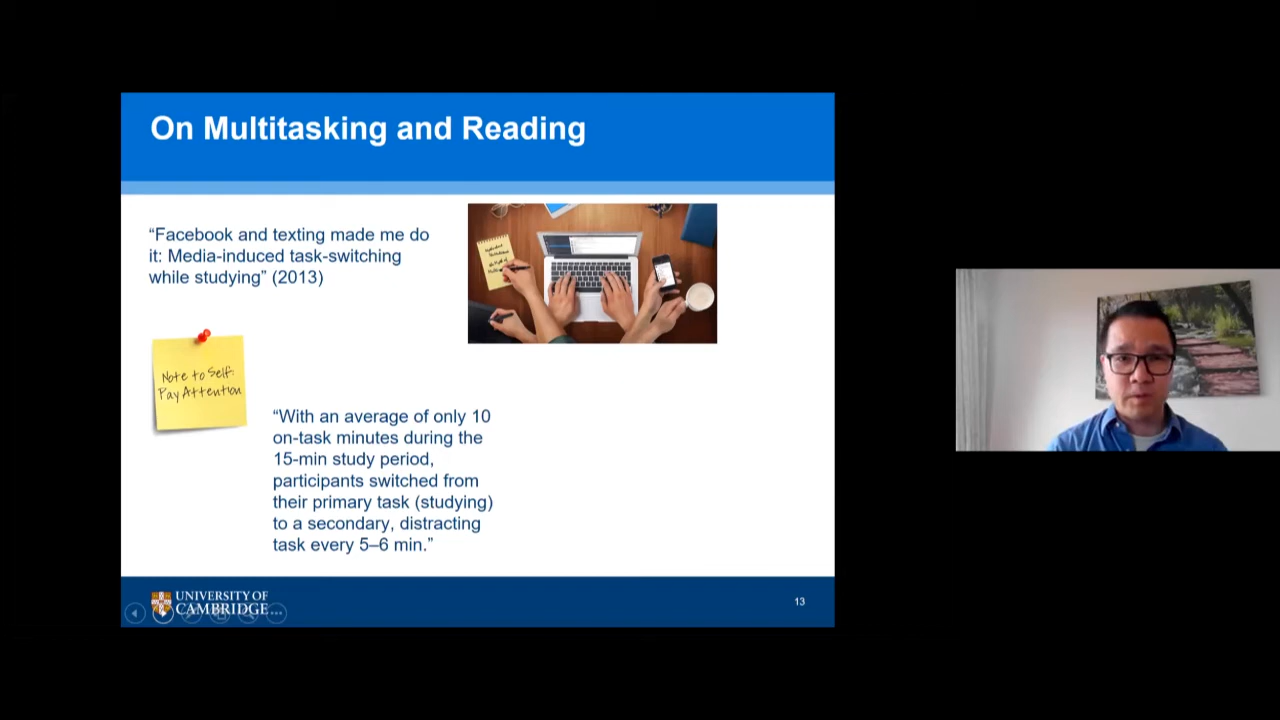 On Multitasking and Reading
“Facebook and texting made me do
it: Media-induced task-switching
while studying” (2013)
Note to Self:
Pay Attention
“With an average of only 10
on-task minutes during the
15-min study period,
participants switched from
their primary task (studying)
to a secondary, distracting
task every 5–6 min.”
UNIVERSITY OF
CAMBRIDGE
13